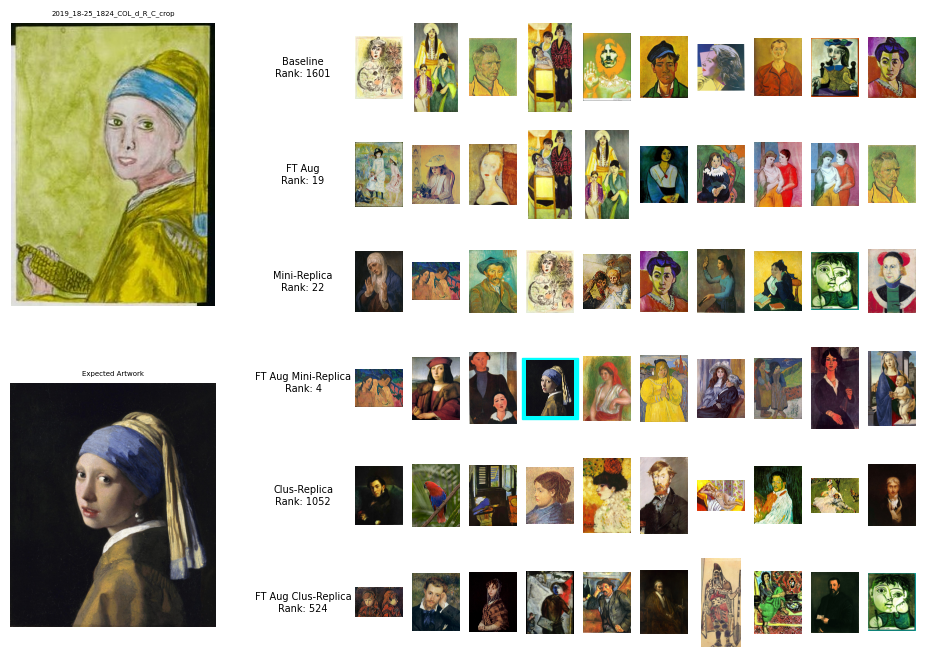 2019_18-25_1824_COL_d_R_C_crop
Baseline
Rank: 1601
FT Aug
Rank: 19
Mini-Replica
Rank: 22
Expected Artwork
FT Aug Mini-Replica
Rank: 4
Clus-Replica
Rank: 1052
FT Aug Clus-Replica
Rank: 524